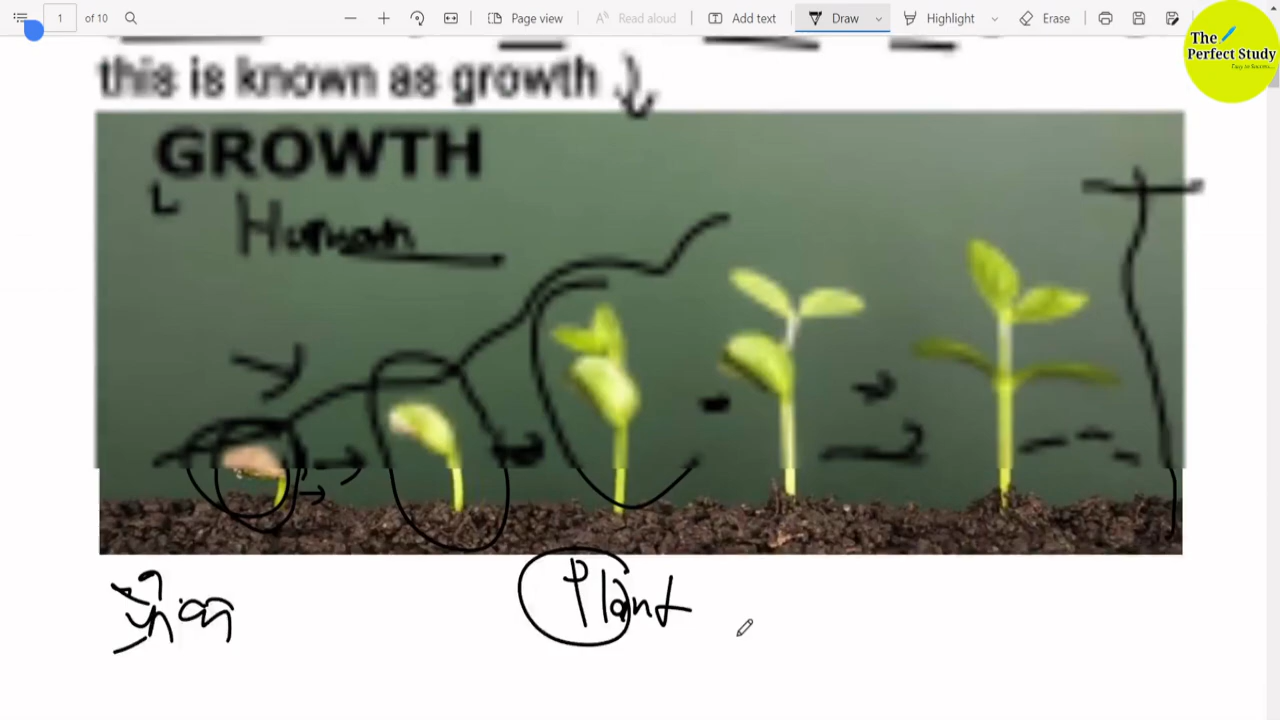 1 of 10 Page view Read aloud Add text Draw Highlight Erase
The
Perfect Study
this is known as growth
GROWTH
Human
Plant